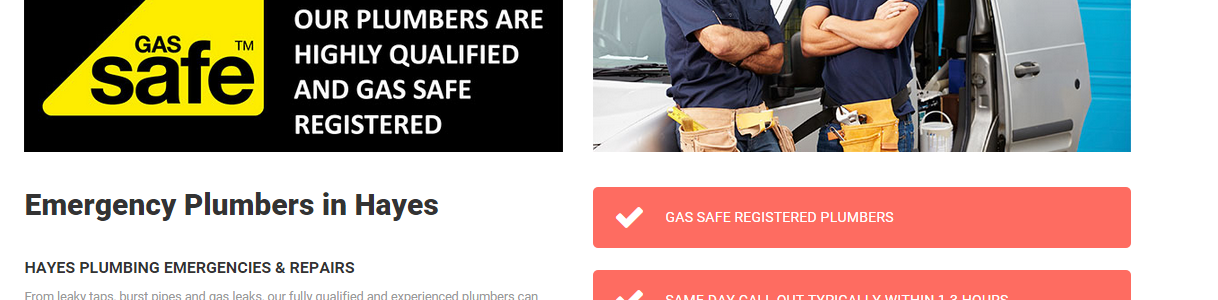 GAS
safe™
OUR PLUMBERS ARE
HIGHLY QUALIFIED
AND GAS SAFE
REGISTERED
Emergency Plumbers in Hayes
HAYES PLUMBING EMERGENCIES & REPAIRS
From leaky taps, burst pipes and gas leaks, our fully qualified and experienced plumbers can
GAS SAFE REGISTERED PLUMBERS
SAME DAY CALL OUT TYPICALLY WITHIN 1-3 HOURS